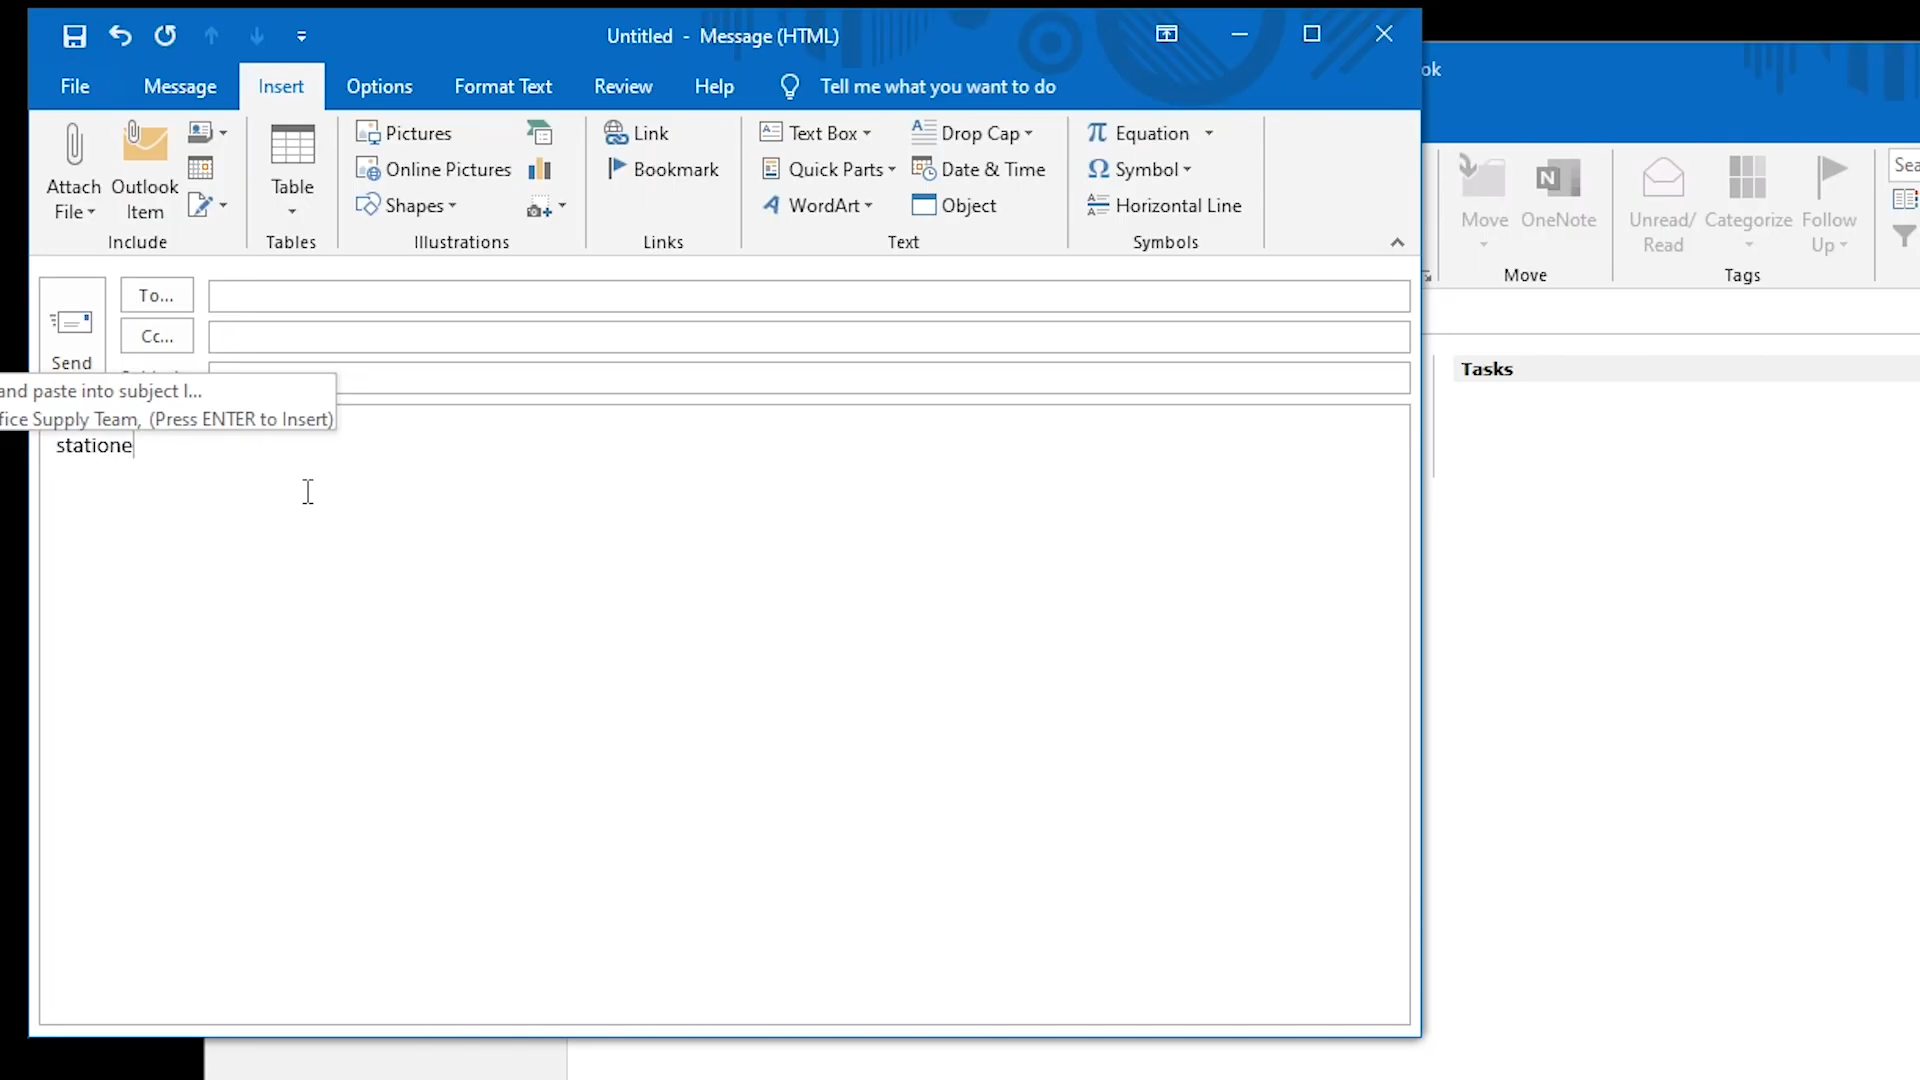 Untitled - Message (HTML)
ok
File Message Insert Options Format Text Review Help Tell me what you want to do
Attach File
Outlook Item
Include
Table
Tables
Pictures
Online Pictures
Shapes
Illustrations
Link
Bookmark
Links
Text Box
Quick Parts
WordArt
Drop Cap
Date & Time
Object
Text
Equation
Symbol
Horizontal Line
Symbols
Move
OneNote
Move
Unread/
Read
Categorize
Follow
Up
Tags
Sea
Send
To...
Cc...
and paste into subject l...
fice Supply Team, (Press ENTER to Insert)
statione
Tasks